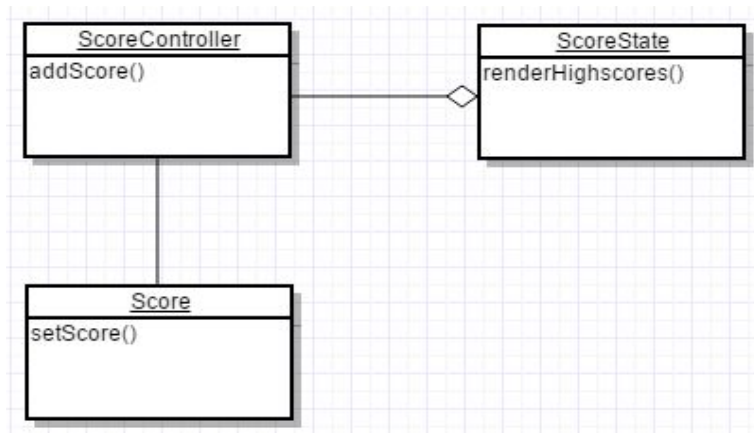 ScoreController
addScore()
ScoreState
renderHighscores()
Score
setScore()